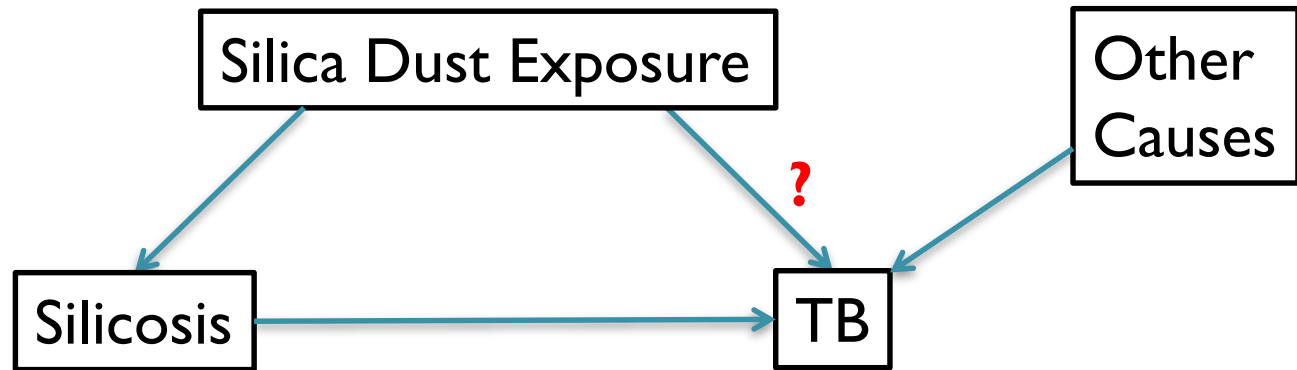 Silica Dust Exposure
Other
Causes
?
Silicosis
TB